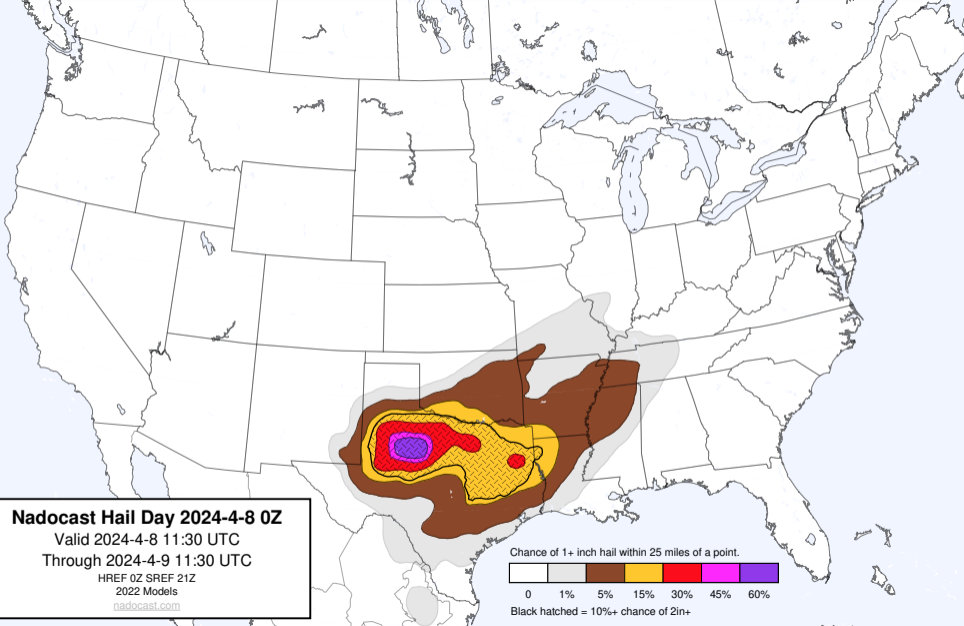 Nadocast Hail Day 2024-4-8 0Z
Valid 2024-4-8 11:30 UTC
Through 2024-4-9 11:30 UTC
HREF 0Z SREF 21Z
2022 Models
nadocast.com
Chance of 1+ inch hail within 25 miles of a point.
0 1% 5% 15% 30% 45% 60%
Black hatched = 10%+ chance of 2in+